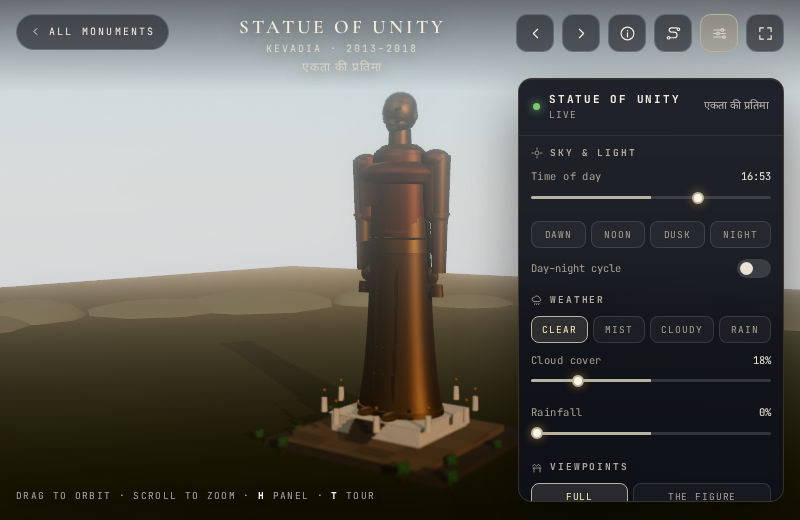 ALL MONUMENTS
STATUE OF UNITY
KEVADIA · 2013–2018
एकता की प्रतिमा
STATUE OF UNITY
LIVE
एकता की प्रतिमा
SKY & LIGHT
Time of day 16:53
DAWN NOON DUSK NIGHT
Day-night cycle
WEATHER
CLEAR MIST CLOUDY RAIN
Cloud cover 18%
Rainfall 0%
VIEWPOINTS
FULL THE FIGURE
DRAG TO ORBIT · SCROLL TO ZOOM · H PANEL · T TOUR